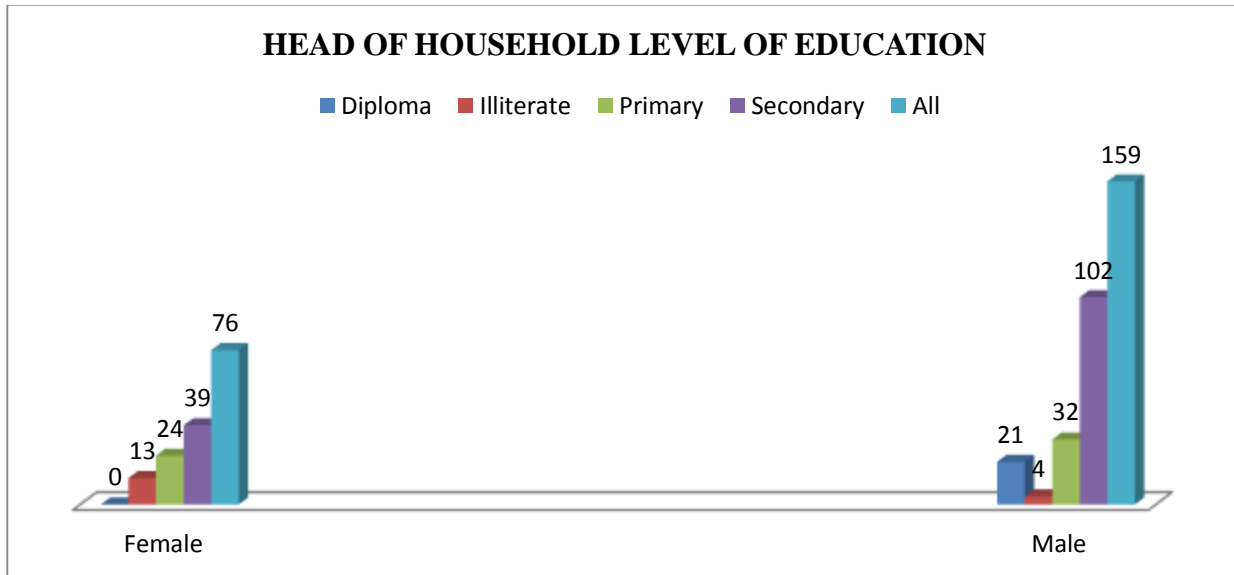 HEAD OF HOUSEHOLD LEVEL OF EDUCATION
Diploma Illiterate Primary Secondary All
0 13 24 39 76
21 4 32 102 159
Female Male